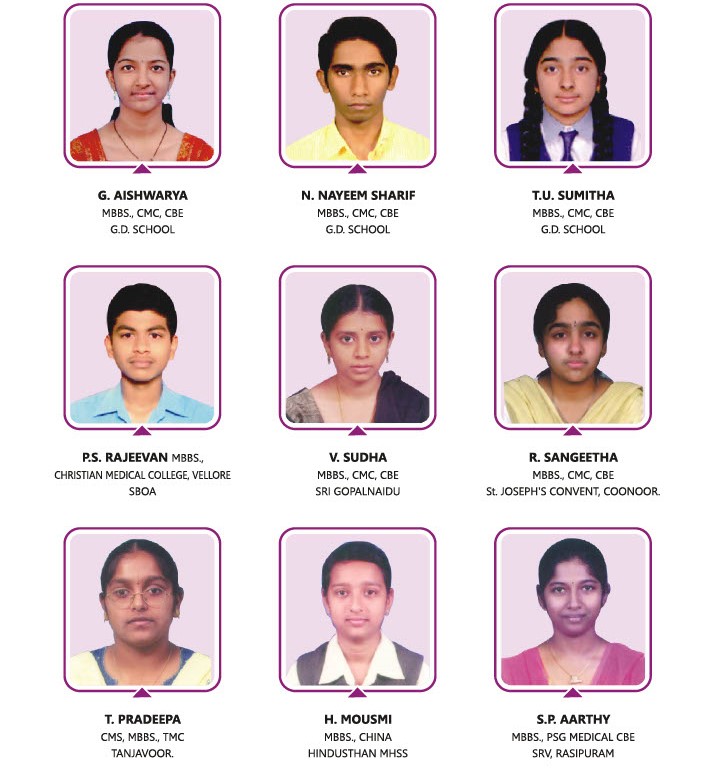 G. AISHWARYA
MBBS., CMC, CBE
G.D. SCHOOL
N. NAYEEM SHARIF
MBBS., CMC, CBE
G.D. SCHOOL
T.U. SUMITHA
MBBS., CMC, CBE
G.D. SCHOOL
P.S. RAJEEVAN MBBS.,
CHRISTIAN MEDICAL COLLEGE, VELLORE
SBOA
V. SUDHA
MBBS., CMC, CBE
SRI GOPALNAIDU
R. SANGEETHA
MBBS., CMC, CBE
St. JOSEPH'S CONVENT, COONOOR.
T. PRADEEPA
CMS, MBBS., TMC
TANJAVOOR.
H. MOUSMI
MBBS., CHINA
HINDUSTHAN MHSS
S.P. AARTHY
MBBS., PSG MEDICAL CBE
SRV, RASIPURAM